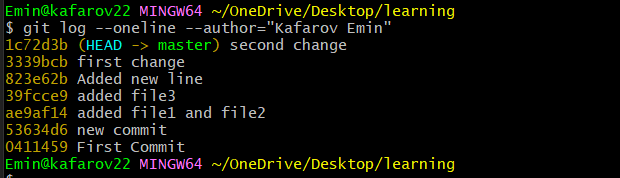 Emin@kafarov22 MINGW64 ~/OneDrive/Desktop/learning
$ git log --oneline --author="Kafarov Emin"
1c72d3b (HEAD -> master) second change
3339bcb first change
823e62b Added new line
39fcce9 added file3
ae9af14 added file1 and file2
53634d6 new commit
0411459 First Commit
Emin@kafarov22 MINGW64 ~/OneDrive/Desktop/learning